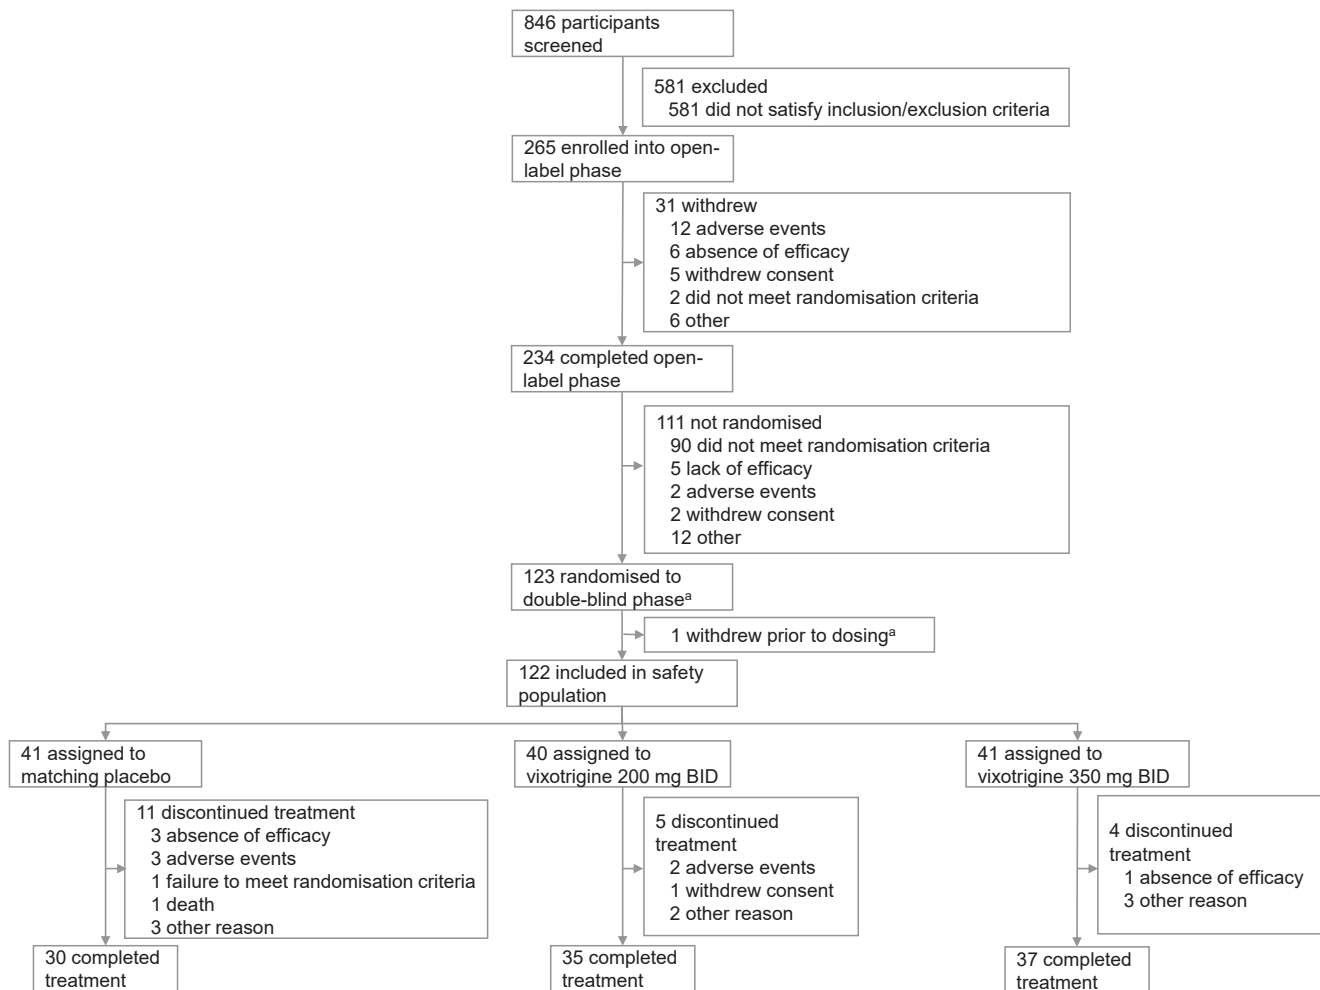 846 participants
screened
581 excluded
581 did not satisfy inclusion/exclusion criteria
265 enrolled into open-
label phase
31 withdrew
12 adverse events
6 absence of efficacy
5 withdrew consent
2 did not meet randomisation criteria
6 other
234 completed open-
label phase
111 not randomised
90 did not meet randomisation criteria
5 lack of efficacy
2 adverse events
2 withdrew consent
12 other
123 randomised to
double-blind phaseᵃ
1 withdrew prior to dosingᵃ
122 included in safety
population
41 assigned to
matching placebo
11 discontinued treatment
3 absence of efficacy
3 adverse events
1 failure to meet randomisation criteria
1 death
3 other reason
30 completed
treatment
40 assigned to
vixotrigine 200 mg BID
5 discontinued
treatment
2 adverse events
1 withdrew consent
2 other reason
35 completed
treatment
41 assigned to
vixotrigine 350 mg BID
4 discontinued
treatment
1 absence of efficacy
3 other reason
37 completed
treatment